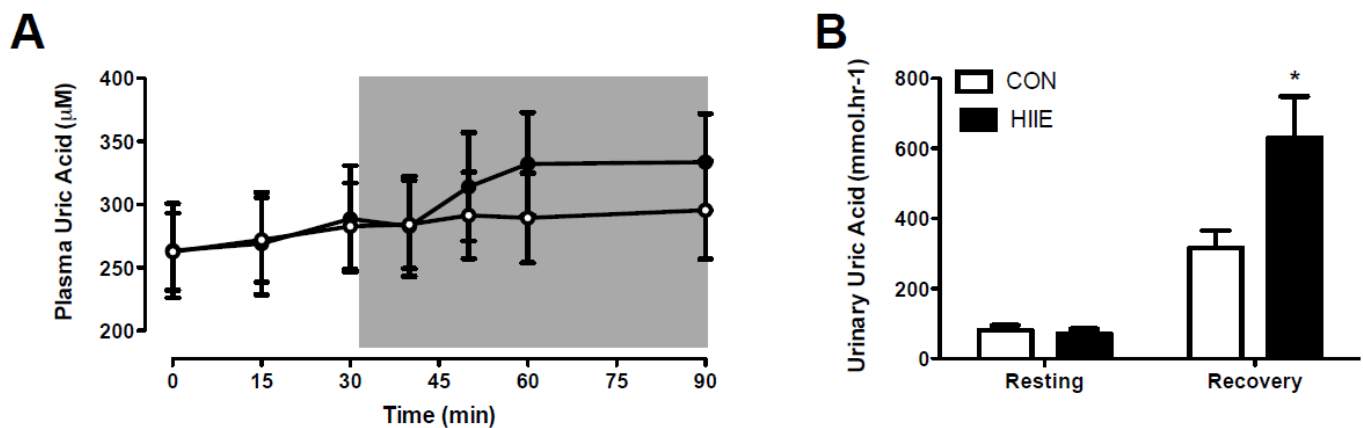 A
Plasma Uric Acid (μM)
400
350
300
250
200
0 15 30 45 60 75 90
Time (min)
B
Urinary Uric Acid (mmol.hr-1)
800
600
400
200
0
CON
HIIE
*
Resting Recovery